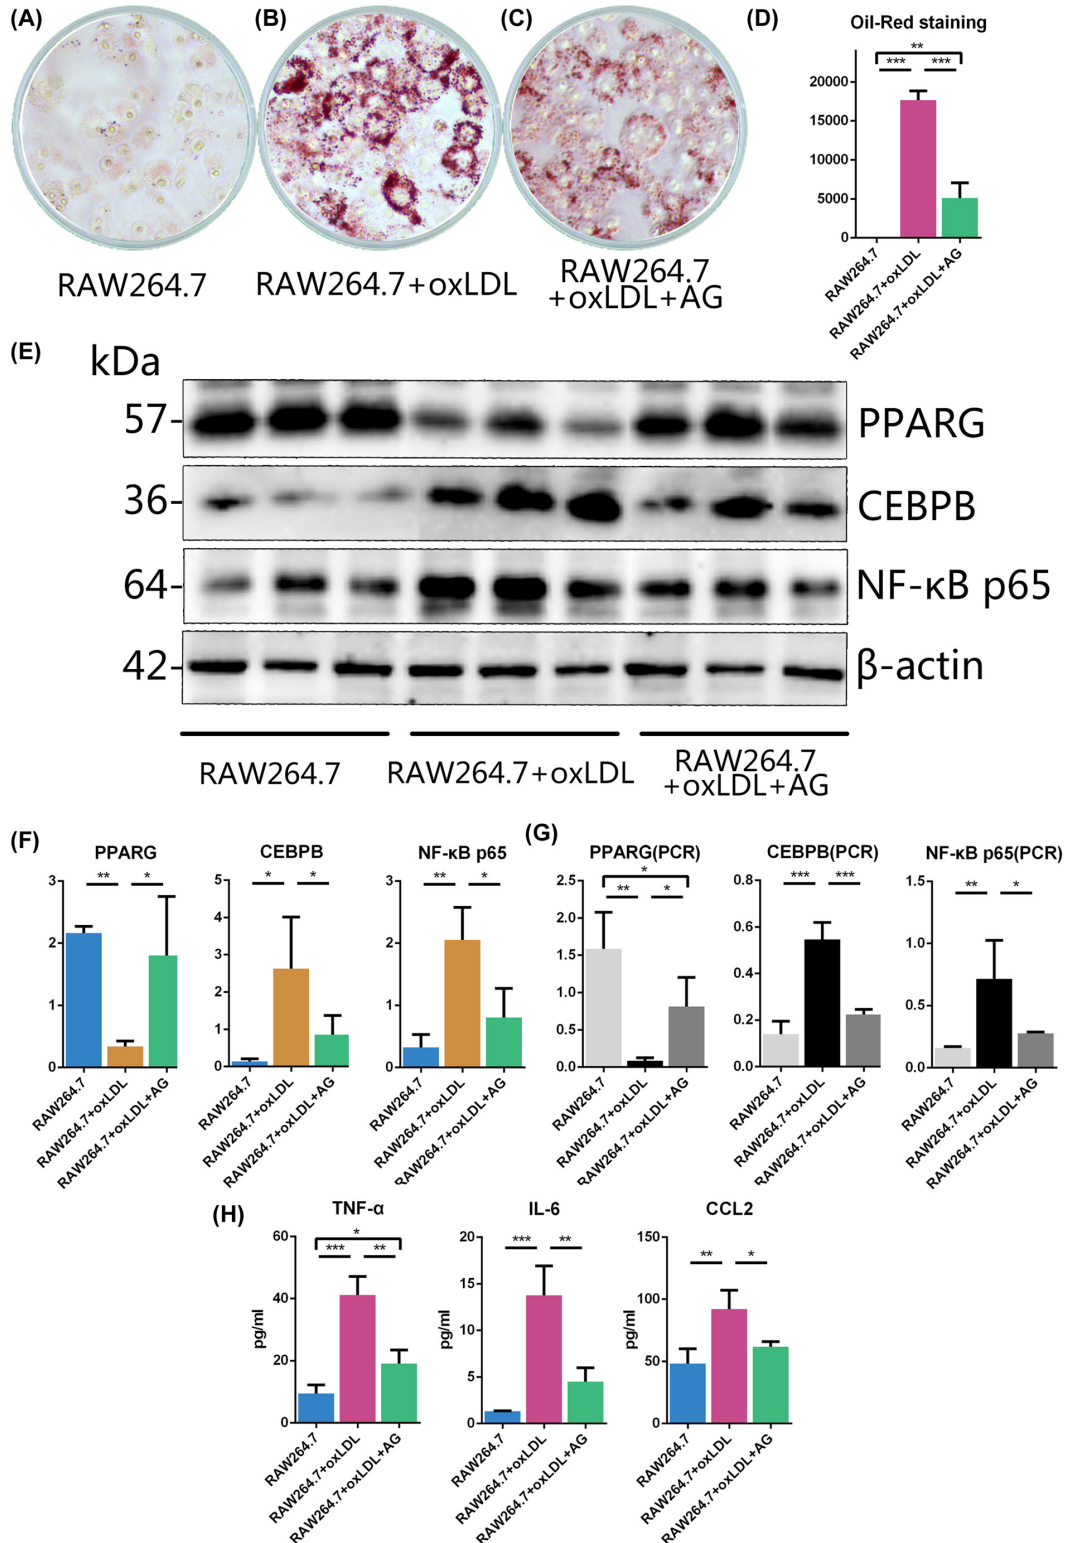 (A)
(B)
(C)
(D)
Oil-Red staining
**
***
***
20000
15000
10000
5000
0
RAW264.7
RAW264.7+oxLDL
RAW264.7+oxLDL+AG
RAW264.7
RAW264.7+oxLDL
RAW264.7
+oxLDL+AG
(E)
kDa
57
PPARG
36
CEBPB
64
NF-κB p65
42
β-actin
RAW264.7
RAW264.7+oxLDL
RAW264.7
+oxLDL+AG
(F)
PPARG
**
*
3
2
1
0
RAW264.7
RAW264.7+oxLDL
RAW264.7+oxLDL+AG
CEBPB
*
*
5
4
3
2
1
0
RAW264.7
RAW264.7+oxLDL
RAW264.7+oxLDL+AG
NF-κB p65
**
*
3
2
1
0
RAW264.7
RAW264.7+oxLDL
RAW264.7+oxLDL+AG
(G)
PPARG(PCR)
*
**
*
2.5
2.0
1.5
1.0
0.5
0.0
RAW264.7
RAW264.7+oxLDL
RAW264.7+oxLDL+AG
CEBPB(PCR)
***
***
0.8
0.6
0.4
0.2
0.0
RAW264.7
RAW264.7+oxLDL
RAW264.7+oxLDL+AG
NF-κB p65(PCR)
**
*
1.5
1.0
0.5
0.0
RAW264.7
RAW264.7+oxLDL
RAW264.7+oxLDL+AG
(H)
TNF-α
*
***
**
pg/ml
60
40
20
0
RAW264.7
RAW264.7+oxLDL
RAW264.7+oxLDL+AG
IL-6
***
**
pg/ml
20
15
10
5
0
RAW264.7
RAW264.7+oxLDL
RAW264.7+oxLDL+AG
CCL2
**
*
pg/ml
150
100
50
0
RAW264.7
RAW264.7+oxLDL
RAW264.7+oxLDL+AG